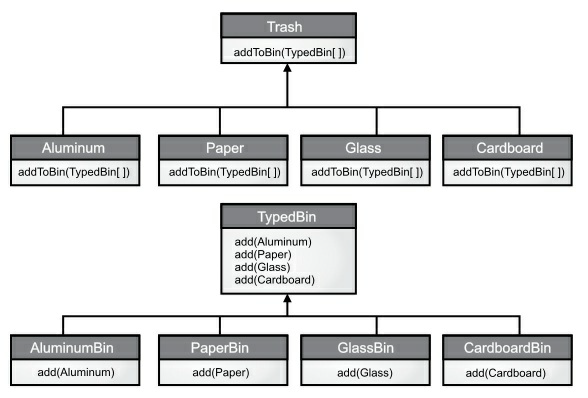 Trash
addToBin(TypedBin[ ])
Aluminum
Paper
Glass
Cardboard
addToBin(TypedBin[ ])
addToBin(TypedBin[ ])
addToBin(TypedBin[ ])
addToBin(TypedBin[ ])
TypedBin
add(Aluminum)
add(Paper)
add(Glass)
add(Cardboard)
AluminumBin
PaperBin
GlassBin
CardboardBin
add(Aluminum)
add(Paper)
add(Glass)
add(Cardboard)